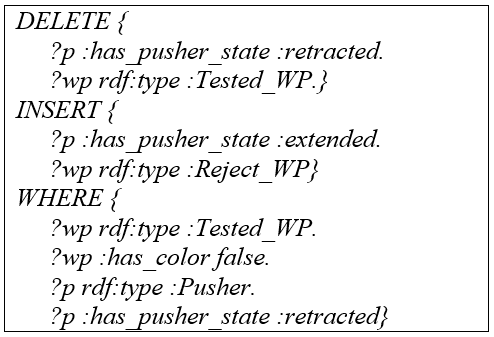 DELETE {
?p :has_pusher_state :retracted.
?wp rdf:type :Tested_WP.}
INSERT {
?p :has_pusher_state :extended.
?wp rdf:type :Reject_WP}
WHERE {
?wp rdf:type :Tested_WP.
?wp :has_color false.
?p rdf:type :Pusher.
?p :has_pusher_state :retracted}